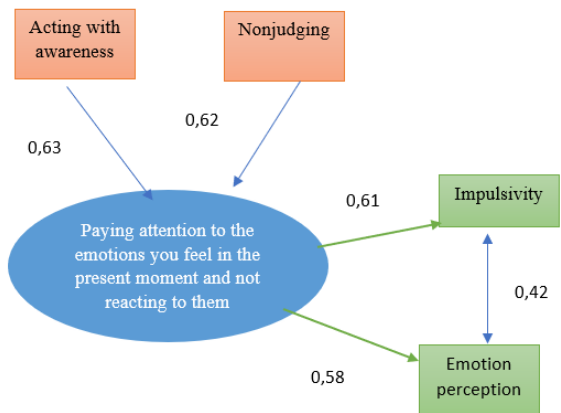 Acting with
awareness
Nonjudging
0,63
0,62
Paying attention to the
emotions you feel in the
present moment and not
reacting to them
0,61
Impulsivity
0,42
0,58
Emotion
perception